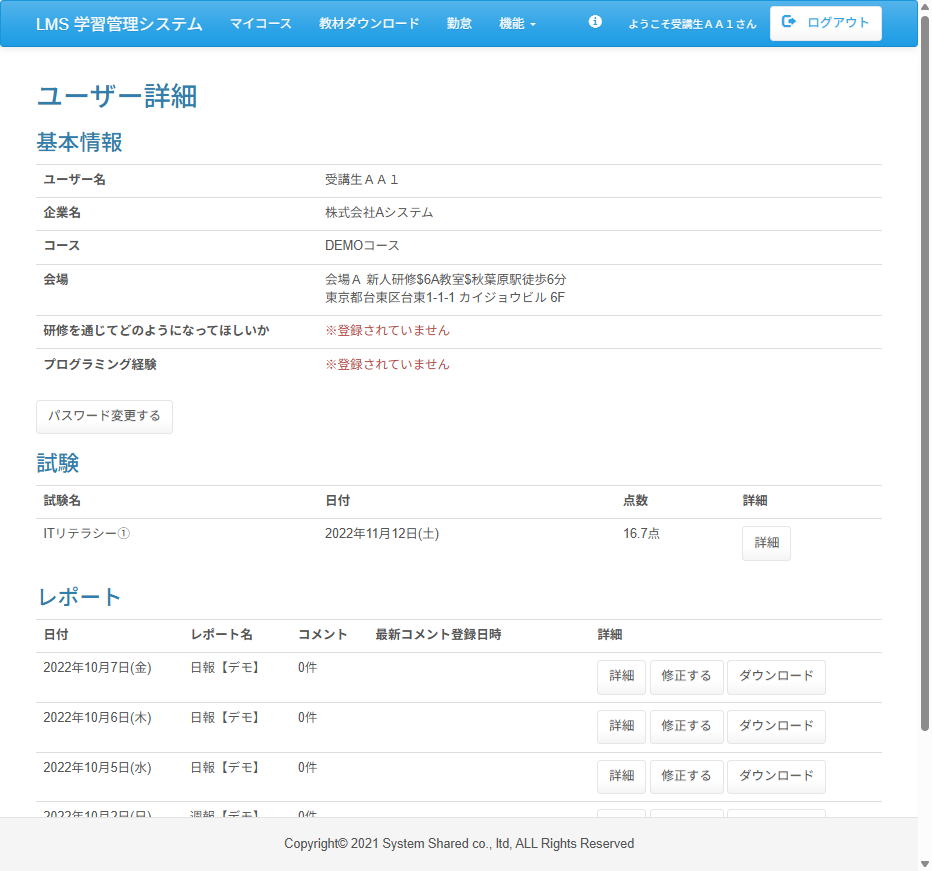 LMS 学習管理システム マイコース 教材ダウンロード 勤怠 機能 ようこそ受講生ＡＡ１さん ログアウト
ユーザー詳細
基本情報
ユーザー名 受講生ＡＡ１
企業名 株式会社Aシステム
コース DEMOコース
会場 会場Ａ 新人研修$6A教室$秋葉原駅徒歩6分
東京都台東区台東1-1-1 カイジョウビル 6F
研修を通じてどのようになってほしいか ※登録されていません
プログラミング経験 ※登録されていません
パスワード変更する
試験
試験名 日付 点数 詳細
ITリテラシー① 2022年11月12日(土) 16.7点 詳細
レポート
日付 レポート名 コメント 最新コメント登録日時 詳細
2022年10月7日(金) 日報【デモ】 0件 詳細 修正する ダウンロード
2022年10月6日(木) 日報【デモ】 0件 詳細 修正する ダウンロード
2022年10月5日(水) 日報【デモ】 0件 詳細 修正する ダウンロード
2022年10月2日(日) 週報【デモ】 0件
Copyright© 2021 System Shared co., ltd, ALL Rights Reserved